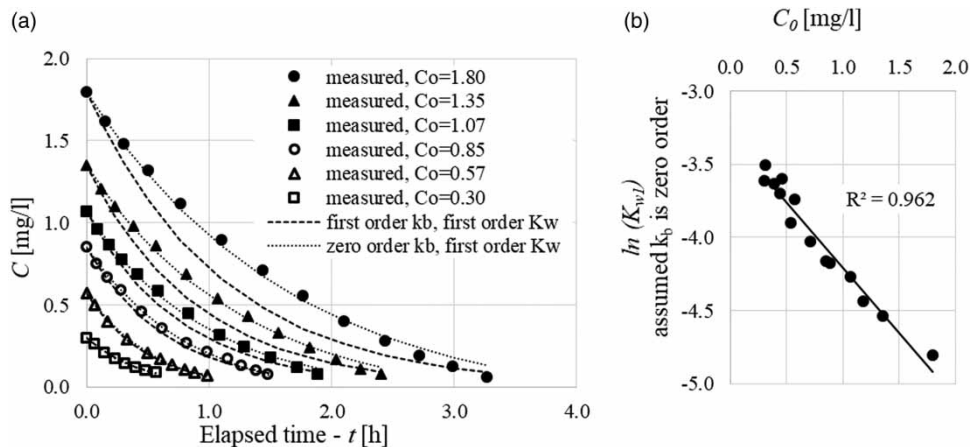 (a)
2.0
1.5
1.0
0.5
0.0
C [mg/l]
measured, Co=1.80
measured, Co=1.35
measured, Co=1.07
measured, Co=0.85
measured, Co=0.57
measured, Co=0.30
first order kb, first order Kw
zero order kb, first order Kw
0.0 1.0 2.0 3.0 4.0
Elapsed time - t [h]
(b)
C0 [mg/l]
0.0 0.5 1.0 1.5 2.0
-3.0
-3.5
-4.0
-4.5
-5.0
ln (Kw1)
assumed kb is zero order
R² = 0.962